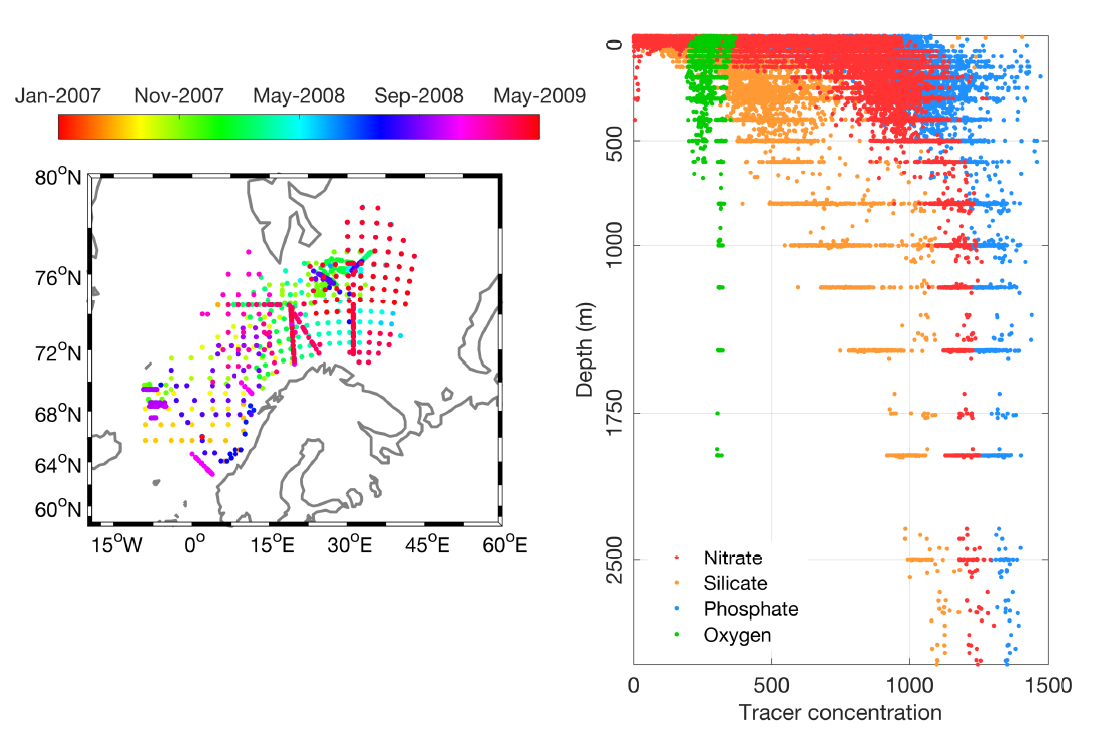 Jan-2007 Nov-2007 May-2008 Sep-2008 May-2009
80°N
76°N
72°N
68°N
64°N
60°N
15°W 0° 15°E 30°E 45°E 60°E
0
500
1000
1750
2500
Depth (m)
Nitrate
Silicate
Phosphate
Oxygen
0 500 1000 1500
Tracer concentration